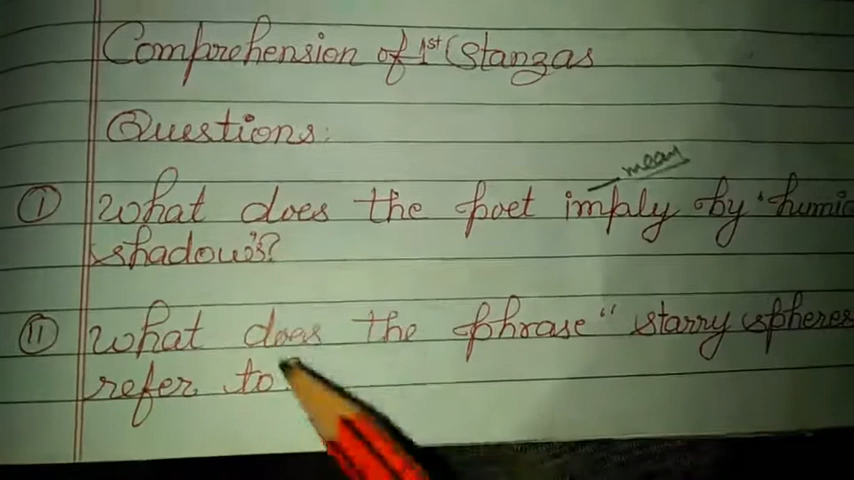 Comprehension of 1st Stanzas
Questions:
mean
(I) What does the poet imply by 'humid
shadows'?
(II) What does the phrase "starry spheres
refer to